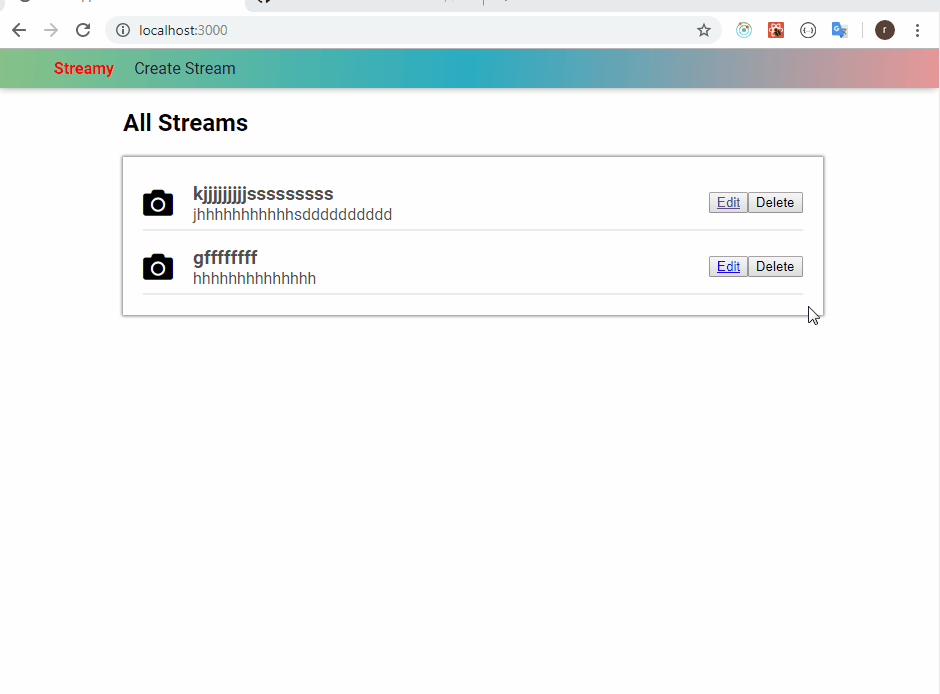 localhost:3000
r
Streamy
Create Stream
All Streams
kjjjjjjjjjsssssssss
jhhhhhhhhhhhsdddddddddd
Edit
Delete
gffffffff
hhhhhhhhhhhhhh
Edit
Delete